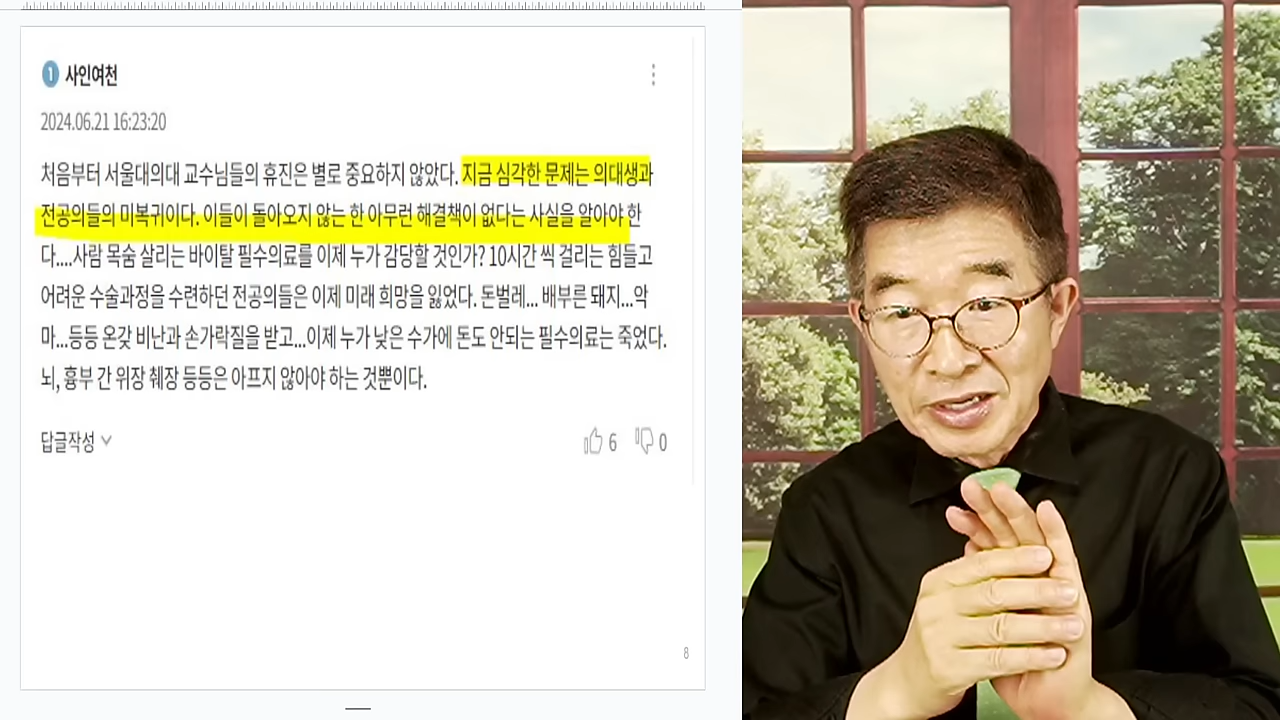 1 사인여천
2024.06.21 16:23:20
처음부터 서울대의대 교수님들의 휴진은 별로 중요하지 않았다. 지금 심각한 문제는 의대생과
전공의들의 미복귀이다. 이들이 돌아오지 않는 한 아무런 해결책이 없다는 사실을 알아야 한
다....사람 목숨 살리는 바이탈 필수의료를 이제 누가 감당할 것인가? 10시간 씩 걸리는 힘들고
어려운 수술과정을 수련하던 전공의들은 이제 미래 희망을 잃었다. 돈벌레... 배부른 돼지...악
마...등등 온갖 비난과 손가락질을 받고...이제 누가 낮은 수가에 돈도 안되는 필수의료는 죽었다.
뇌, 흉부 간 위장 췌장 등등은 아프지 않아야 하는 것뿐이다.
답글작성
6 0
8